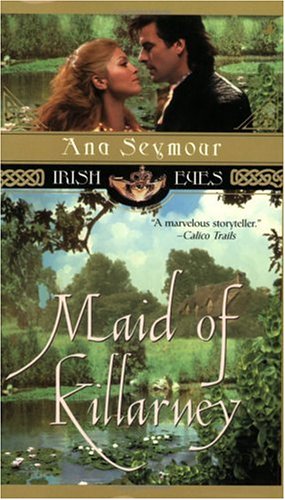 Ana Seymour
IRISH EYES
"A marvelous storyteller."
–Calico Trails
Maid of
Killarney